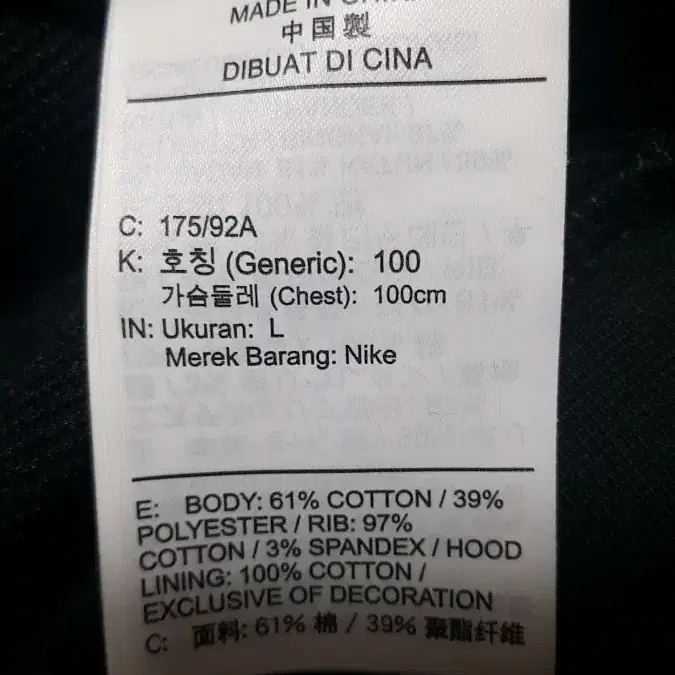 MADE IN CHINA
中国製
DIBUAT DI CINA
C: 175/92A
K: 호칭 (Generic): 100
가슴둘레 (Chest): 100cm
IN: Ukuran: L
Merek Barang: Nike
E: BODY: 61% COTTON / 39%
POLYESTER / RIB: 97%
COTTON / 3% SPANDEX / HOOD
LINING: 100% COTTON /
EXCLUSIVE OF DECORATION
C: 面料: 61% 棉 / 39% 聚酯纤维